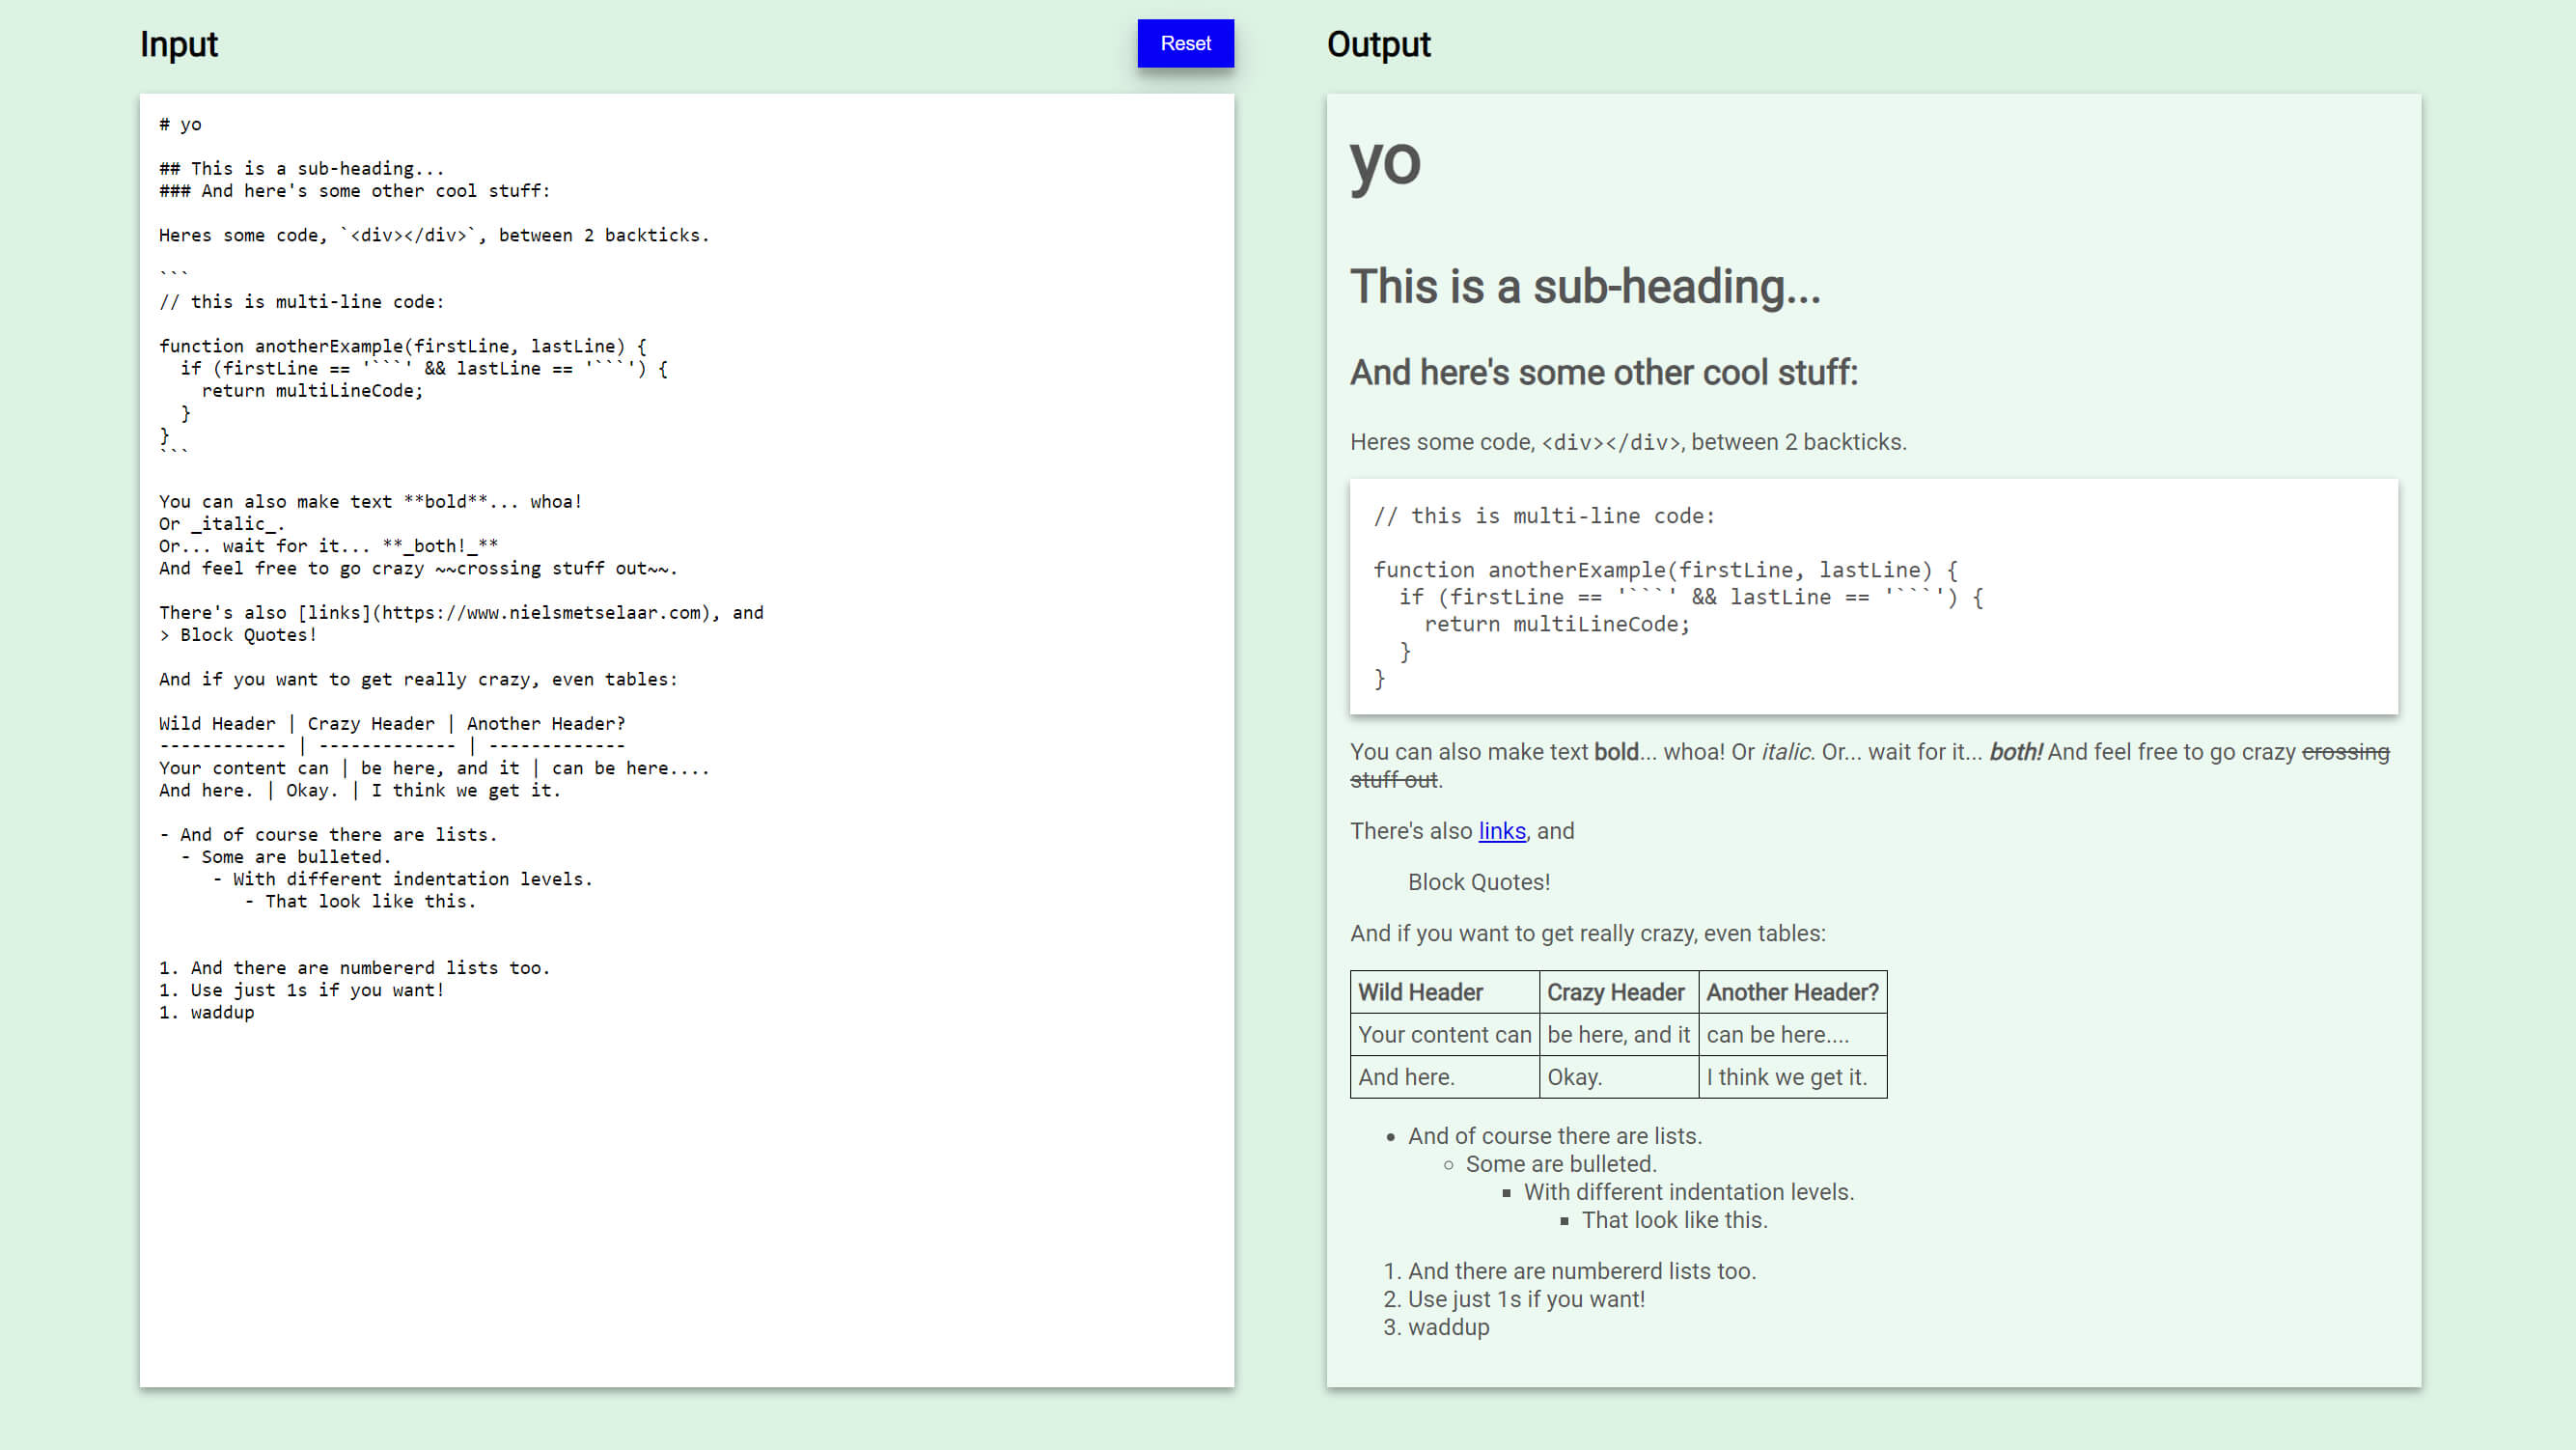 Input
Reset
# yo
## This is a sub-heading...
### And here's some other cool stuff:
Heres some code, `<div></div>`, between 2 backticks.
```
// this is multi-line code:
function anotherExample(firstLine, lastLine) {
  if (firstLine == '```' && lastLine == '```') {
    return multiLineCode;
  }
}
```
You can also make text **bold**... whoa!
Or _italic_.
Or... wait for it... **_both!_**
And feel free to go crazy ~~crossing stuff out~~.
There's also [links](https://www.nielsmetselaar.com), and
> Block Quotes!
And if you want to get really crazy, even tables:
Wild Header | Crazy Header | Another Header?
------------ | ------------- | -------------
Your content can | be here, and it | can be here....
And here. | Okay. | I think we get it.
- And of course there are lists.
  - Some are bulleted.
     - With different indentation levels.
        - That look like this.
1. And there are numbererd lists too.
1. Use just 1s if you want!
1. waddup
Output
yo
This is a sub-heading...
And here's some other cool stuff:
Heres some code, <div></div>, between 2 backticks.
// this is multi-line code:
function anotherExample(firstLine, lastLine) {
  if (firstLine == '```' && lastLine == '```') {
    return multiLineCode;
  }
}
You can also make text bold... whoa! Or italic. Or... wait for it... both! And feel free to go crazy crossing
stuff out.
There's also links, and
Block Quotes!
And if you want to get really crazy, even tables:
Wild Header Crazy Header Another Header?
Your content can be here, and it can be here....
And here. Okay. I think we get it.
• And of course there are lists.
◦ Some are bulleted.
▪ With different indentation levels.
▪ That look like this.
1. And there are numbererd lists too.
2. Use just 1s if you want!
3. waddup